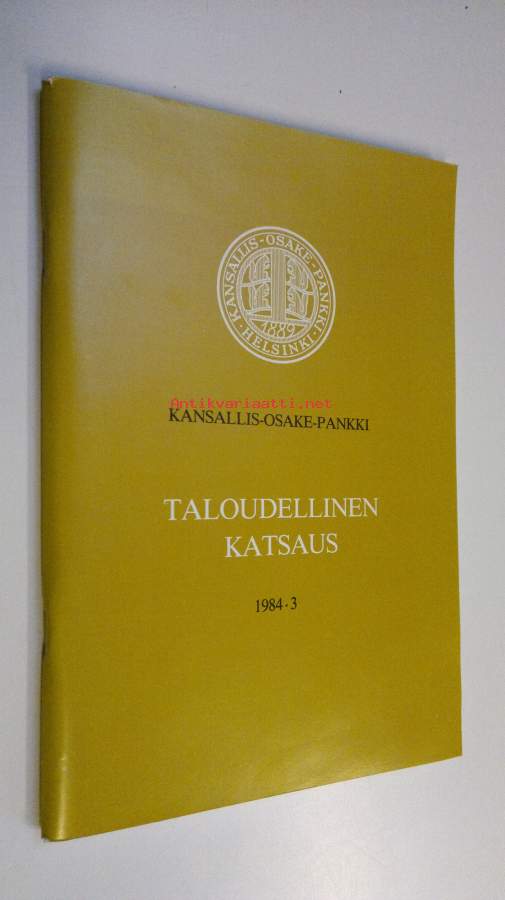 KANSALLIS-OSAKE-PANKKI·
HELSINKI·
1889
Antikvariaatti.net
KANSALLIS-OSAKE-PANKKI
TALOUDELLINEN
KATSAUS
1984·3